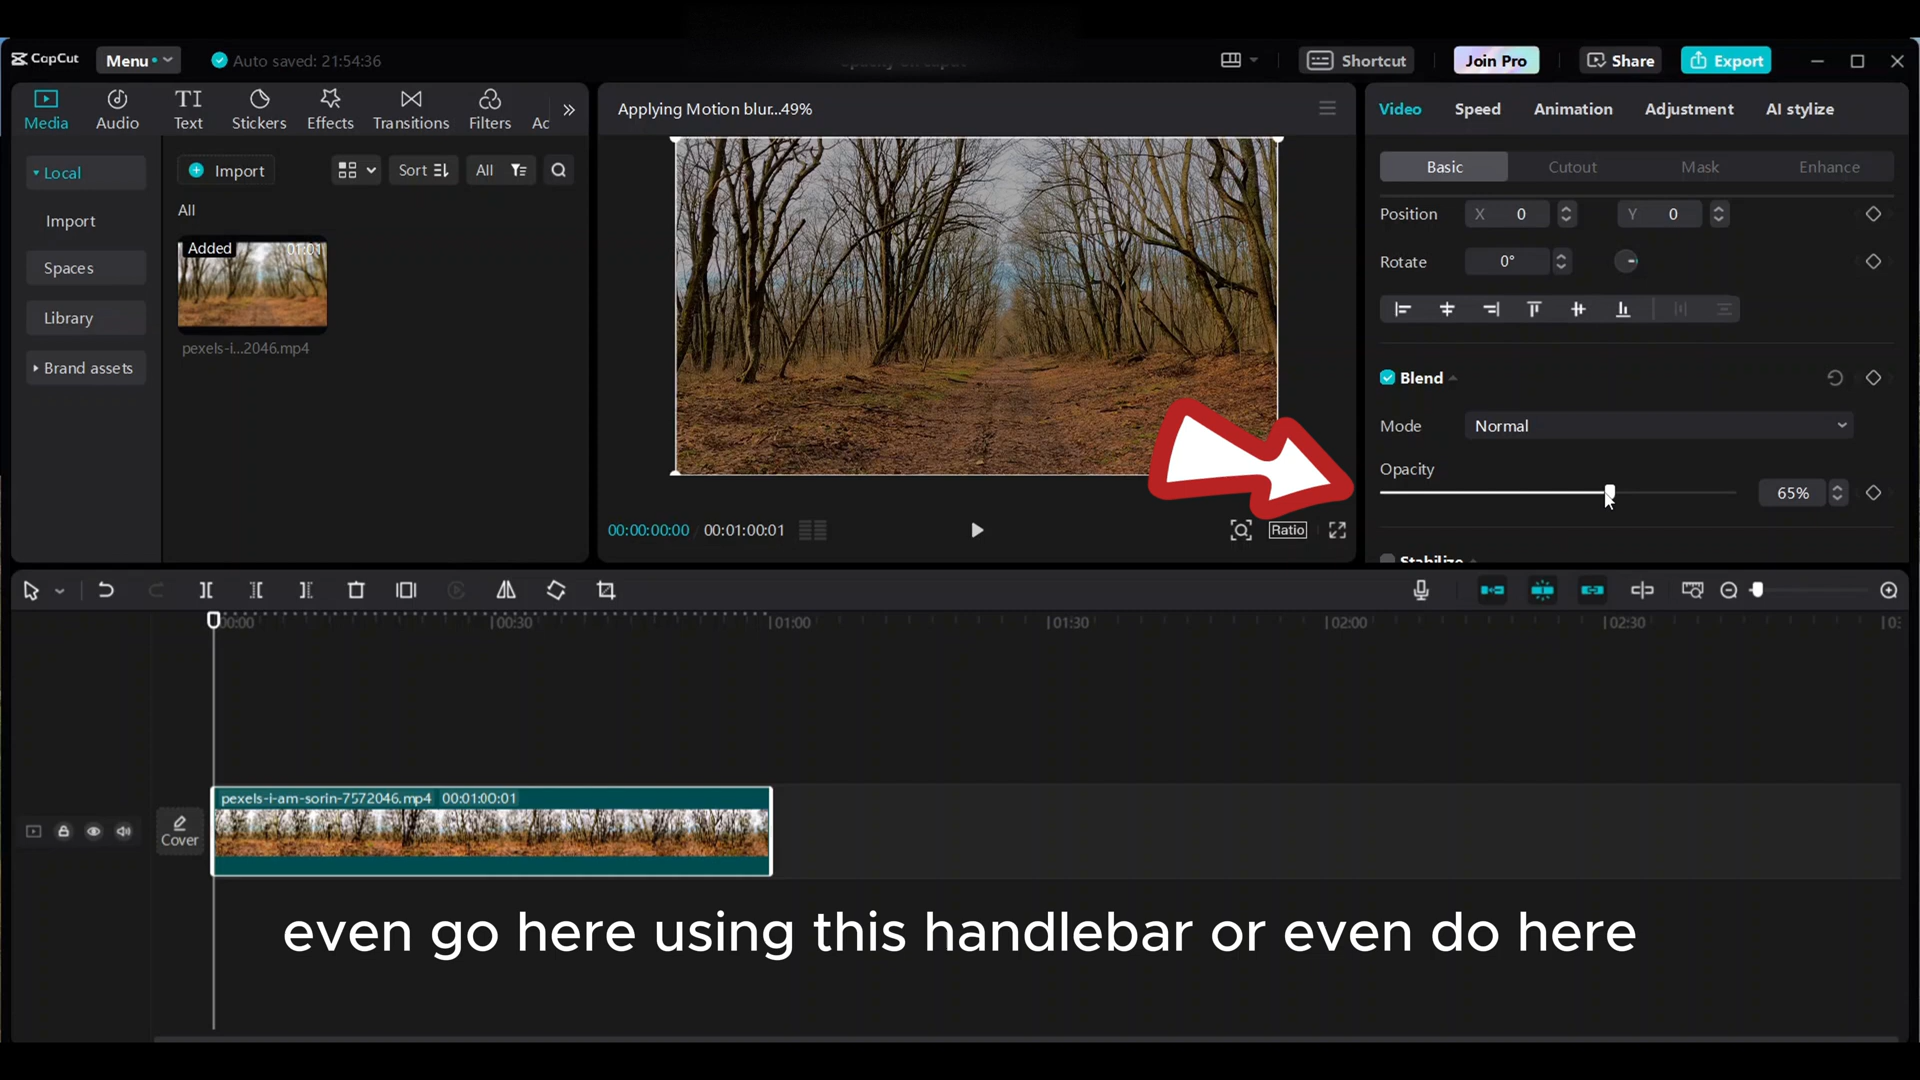 CapCut
Menu
Auto saved: 21:54:36
Shortcut
Join Pro
Share
Export
Media
Audio
Text
Stickers
Effects
Transitions
Filters
Ac
Applying Motion blur...49%
Video
Speed
Animation
Adjustment
AI stylize
Local
Import
Spaces
Library
Brand assets
Import
Sort
All
All
Added
01:01
pexels-i...2046.mp4
00:00:00:00
00:01:00:01
Ratio
Basic
Cutout
Mask
Enhance
Position X 0 Y 0
Rotate 0°
Blend
Mode Normal
Opacity
65%
Stabilize
00:00
00:30
01:00
01:30
02:00
02:30
Cover
pexels-i-am-sorin-7572046.mp4 00:01:00:01
even go here using this handlebar or even do here